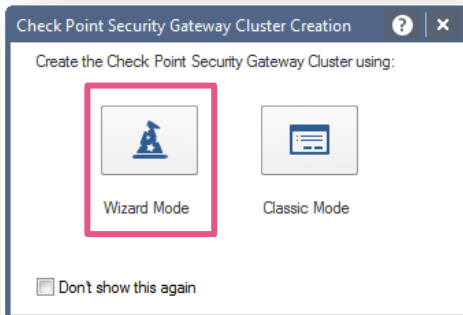 Check Point Security Gateway Cluster Creation
Create the Check Point Security Gateway Cluster using:
Wizard Mode
Classic Mode
Don't show this again